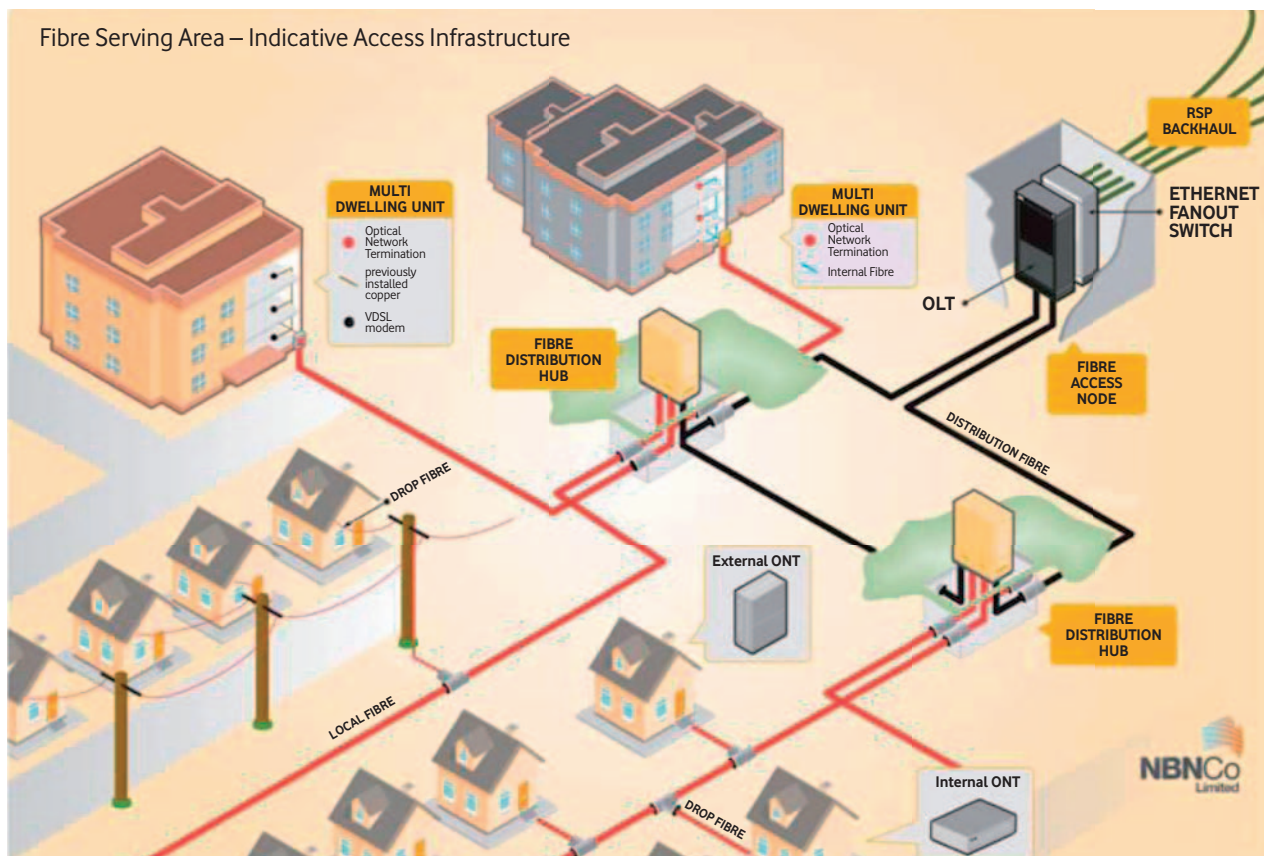 Fibre Serving Area – Indicative Access Infrastructure
RSP
BACKHAUL
MULTI
DWELLING UNIT
Optical
Network
Termination
previously
installed
copper
VDSL
modem
MULTI
DWELLING UNIT
Optical
Network
Termination
Internal Fibre
ETHERNET
FANOUT
SWITCH
OLT
FIBRE
DISTRIBUTION
HUB
FIBRE
ACCESS
NODE
DISTRIBUTION FIBRE
DROP FIBRE
External ONT
FIBRE
DISTRIBUTION
HUB
LOCAL FIBRE
Internal ONT
DROP FIBRE
NBNCo
Limited